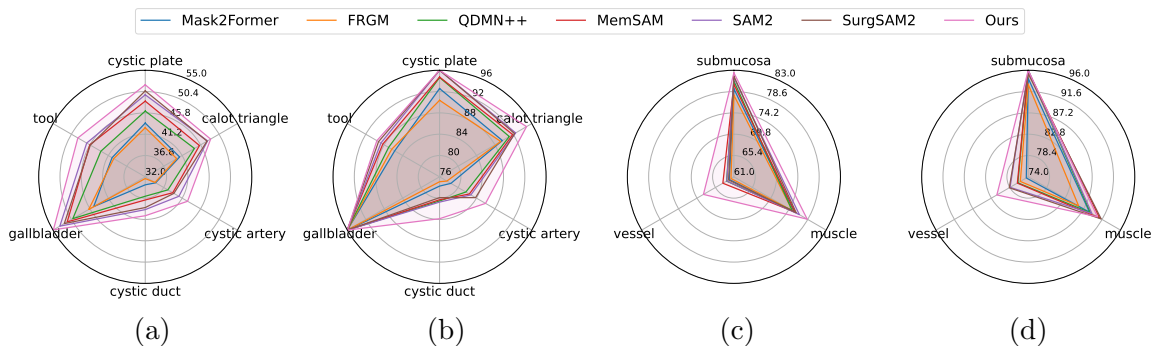 Mask2Former FRGM QDMN++ MemSAM SAM2 SurgSAM2 Ours
cystic plate
55.0
50.4
45.8
41.2
36.6
32.0
tool
calot triangle
gallbladder
cystic artery
cystic duct
(a)
cystic plate
96
92
88
84
80
76
tool
calot triangle
gallbladder
cystic artery
cystic duct
(b)
submucosa
83.0
78.6
74.2
69.8
65.4
61.0
vessel
muscle
(c)
submucosa
96.0
91.6
87.2
82.8
78.4
74.0
vessel
muscle
(d)